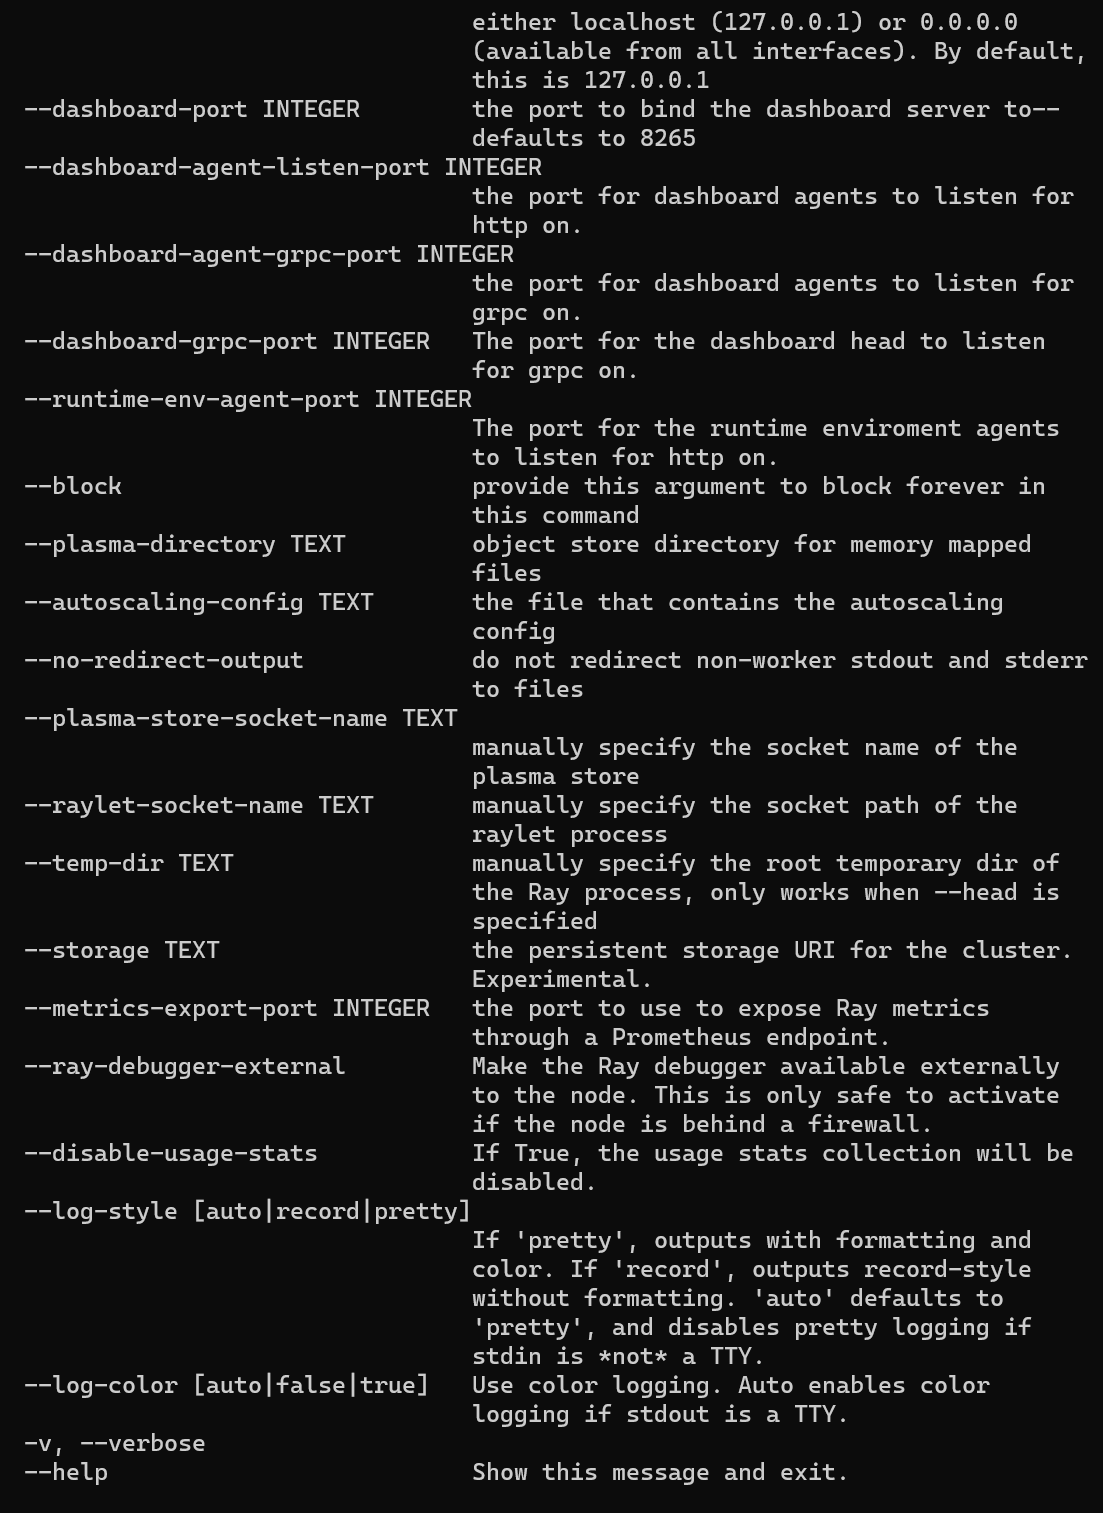 either localhost (127.0.0.1) or 0.0.0.0
(available from all interfaces). By default,
this is 127.0.0.1
--dashboard-port INTEGER the port to bind the dashboard server to--
defaults to 8265
--dashboard-agent-listen-port INTEGER
the port for dashboard agents to listen for
http on.
--dashboard-agent-grpc-port INTEGER
the port for dashboard agents to listen for
grpc on.
--dashboard-grpc-port INTEGER The port for the dashboard head to listen
for grpc on.
--runtime-env-agent-port INTEGER
The port for the runtime enviroment agents
to listen for http on.
--block provide this argument to block forever in
this command
--plasma-directory TEXT object store directory for memory mapped
files
--autoscaling-config TEXT the file that contains the autoscaling
config
--no-redirect-output do not redirect non-worker stdout and stderr
to files
--plasma-store-socket-name TEXT
manually specify the socket name of the
plasma store
--raylet-socket-name TEXT manually specify the socket path of the
raylet process
--temp-dir TEXT manually specify the root temporary dir of
the Ray process, only works when --head is
specified
--storage TEXT the persistent storage URI for the cluster.
Experimental.
--metrics-export-port INTEGER the port to use to expose Ray metrics
through a Prometheus endpoint.
--ray-debugger-external Make the Ray debugger available externally
to the node. This is only safe to activate
if the node is behind a firewall.
--disable-usage-stats If True, the usage stats collection will be
disabled.
--log-style [auto|record|pretty]
If 'pretty', outputs with formatting and
color. If 'record', outputs record-style
without formatting. 'auto' defaults to
'pretty', and disables pretty logging if
stdin is *not* a TTY.
--log-color [auto|false|true] Use color logging. Auto enables color
logging if stdout is a TTY.
-v, --verbose
--help Show this message and exit.